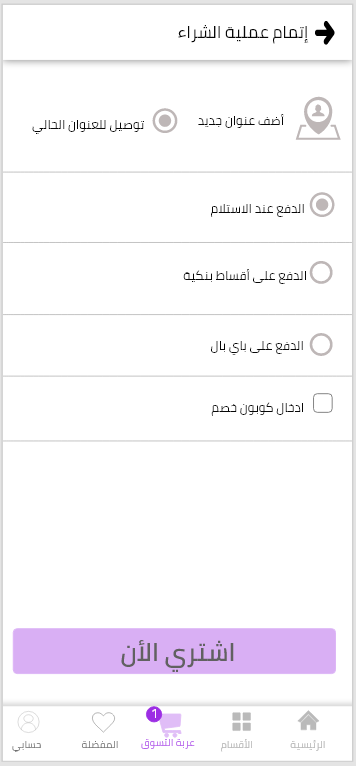 إتمام عملية الشراء
أضف عنوان جديد
توصيل للعنوان الحالي
الدفع عند الاستلام
الدفع على أقساط بنكية
الدفع على باي بال
ادخال كوبون خصم
اشتري الأن
1
الرئيسية
الأقسام
عربة التسوق
المفضلة
حسابي